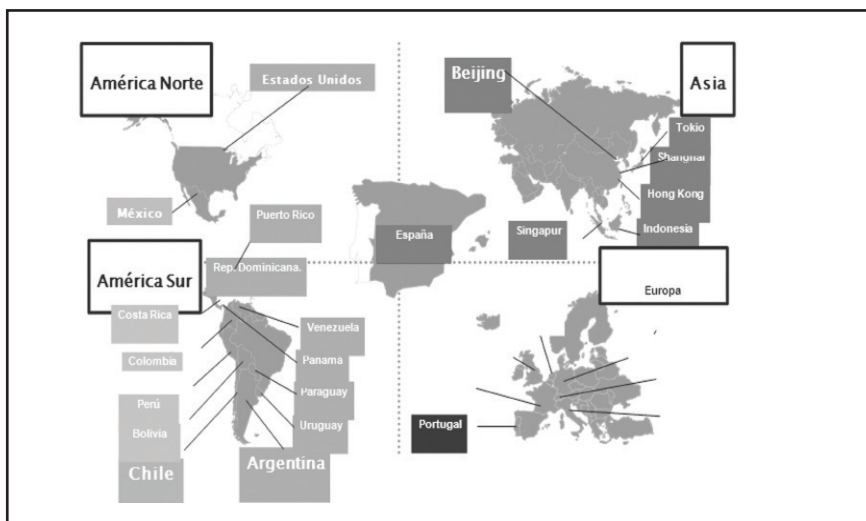 América Norte
Estados Unidos
México
Beijing
Asia
Tokio
Shanghai
Hong Kong
Singapur
Indonesia
España
Puerto Rico
Rep. Dominicana.
América Sur
Costa Rica
Colombia
Perú
Bolivia
Chile
Venezuela
Panama
Paraguay
Uruguay
Argentina
Europa
Portugal